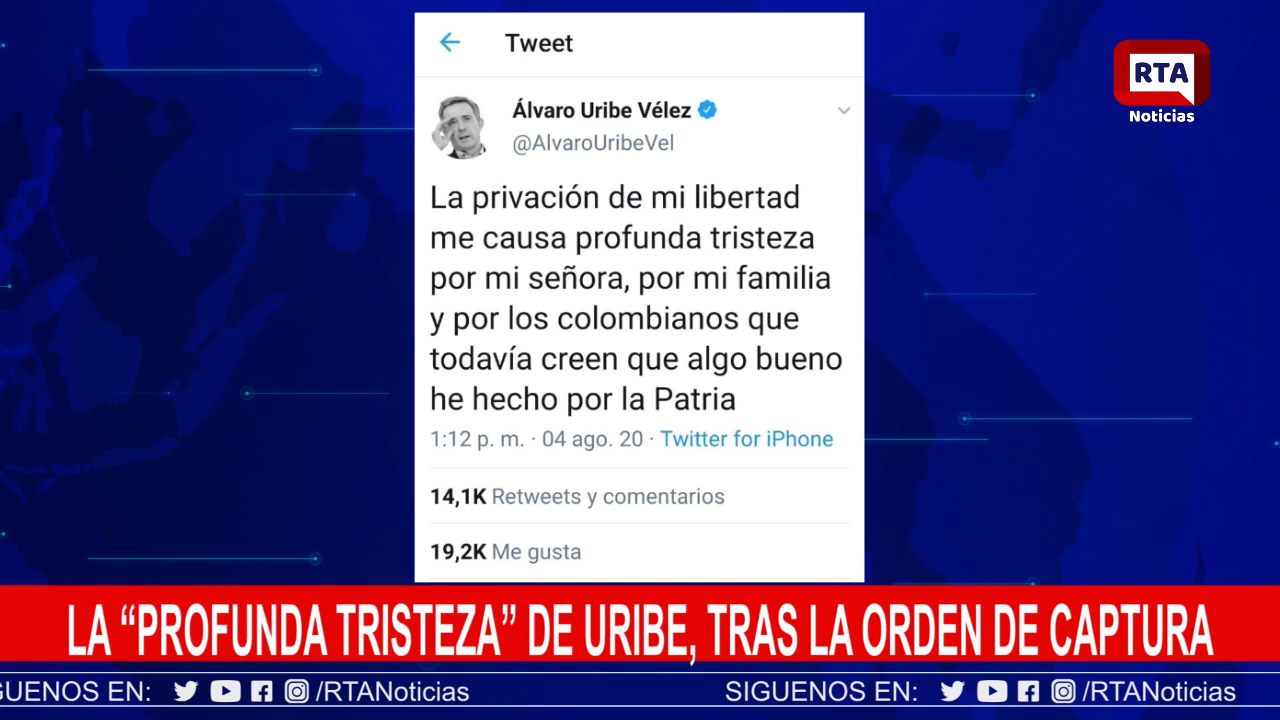 Tweet
RTA
Noticias
Álvaro Uribe Vélez
@AlvaroUribeVel
La privación de mi libertad
me causa profunda tristeza
por mi señora, por mi familia
y por los colombianos que
todavía creen que algo bueno
he hecho por la Patria
1:12 p. m. · 04 ago. 20 · Twitter for iPhone
14,1K Retweets y comentarios
19,2K Me gusta
LA “PROFUNDA TRISTEZA” DE URIBE, TRAS LA ORDEN DE CAPTURA
GUENOS EN: /RTANoticias SIGUENOS EN: /RTANoticias